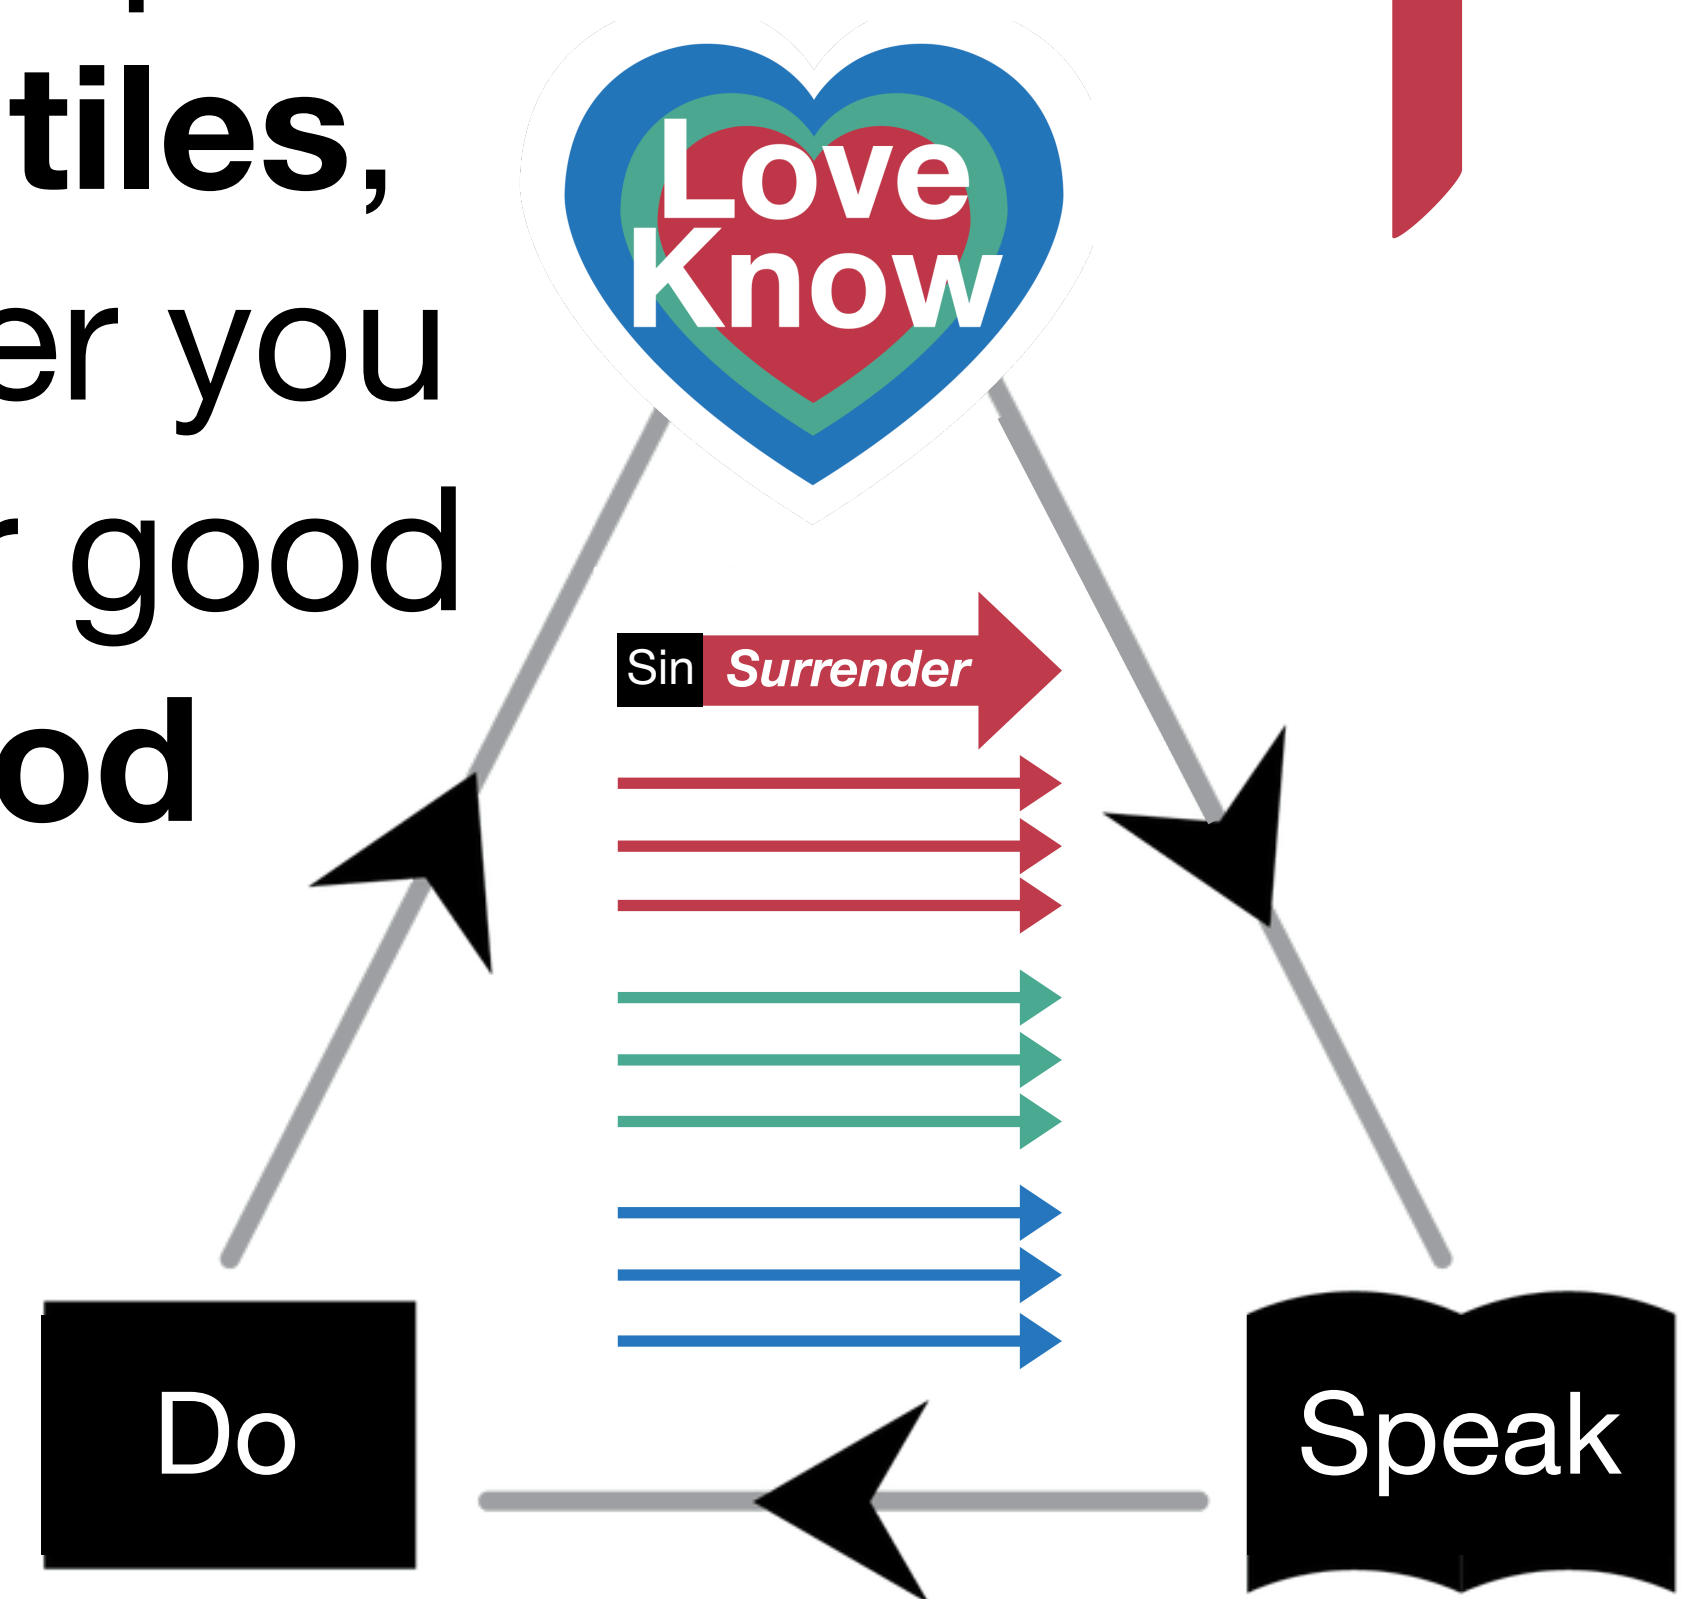 tiles,
er you
good
od
Love
Know
Sin Surrender
Do
Speak